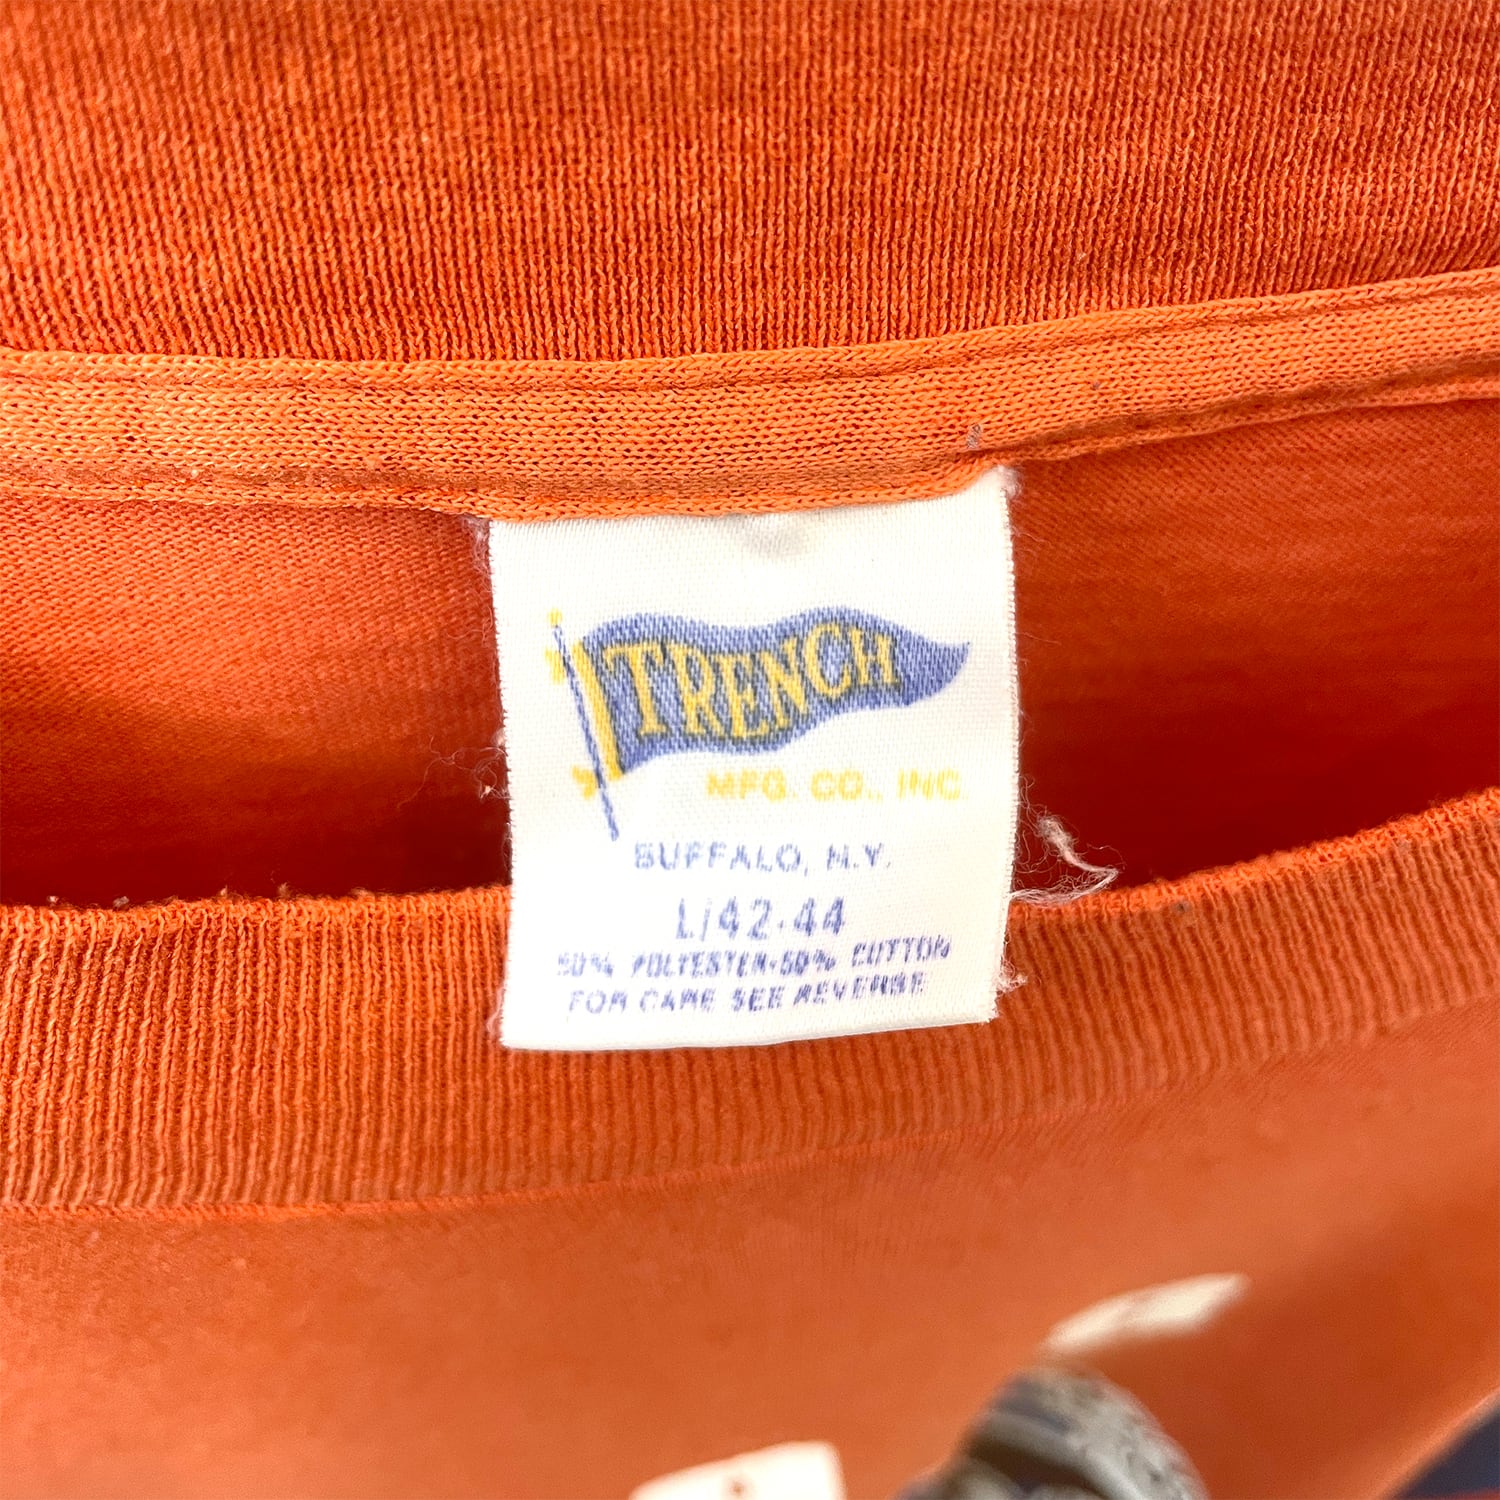 TRENCH
MFG. CO., INC.
BUFFALO, N.Y.
L/42-44
50% POLYESTER-50% COTTON
FOR CARE SEE REVERSE